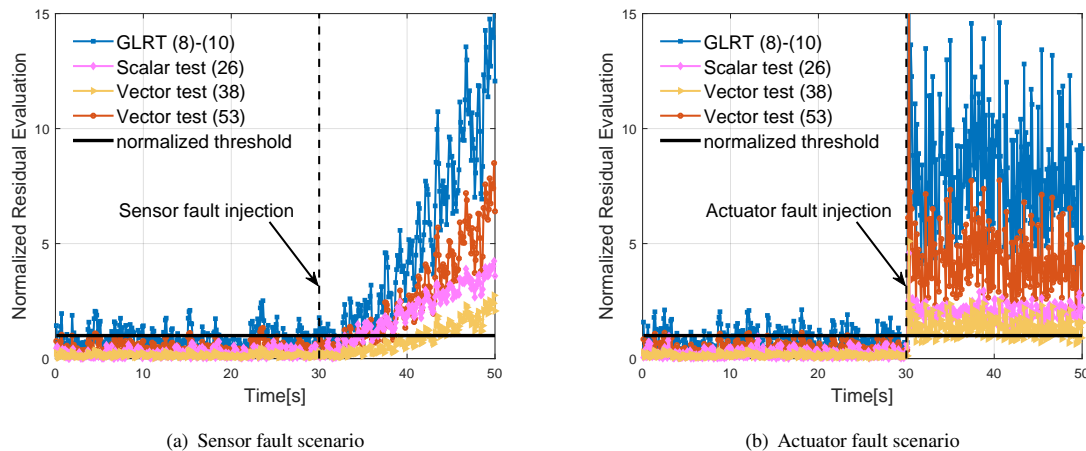 15
10
5
0
0
10
20
30
40
50
Normalized Residual Evaluation
Time[s]
GLRT (8)-(10)
Scalar test (26)
Vector test (38)
Vector test (53)
normalized threshold
Sensor fault injection
(a) Sensor fault scenario
15
10
5
0
0
10
20
30
40
50
Normalized Residual Evaluation
Time[s]
GLRT (8)-(10)
Scalar test (26)
Vector test (38)
Vector test (53)
normalized threshold
Actuator fault injection
(b) Actuator fault scenario